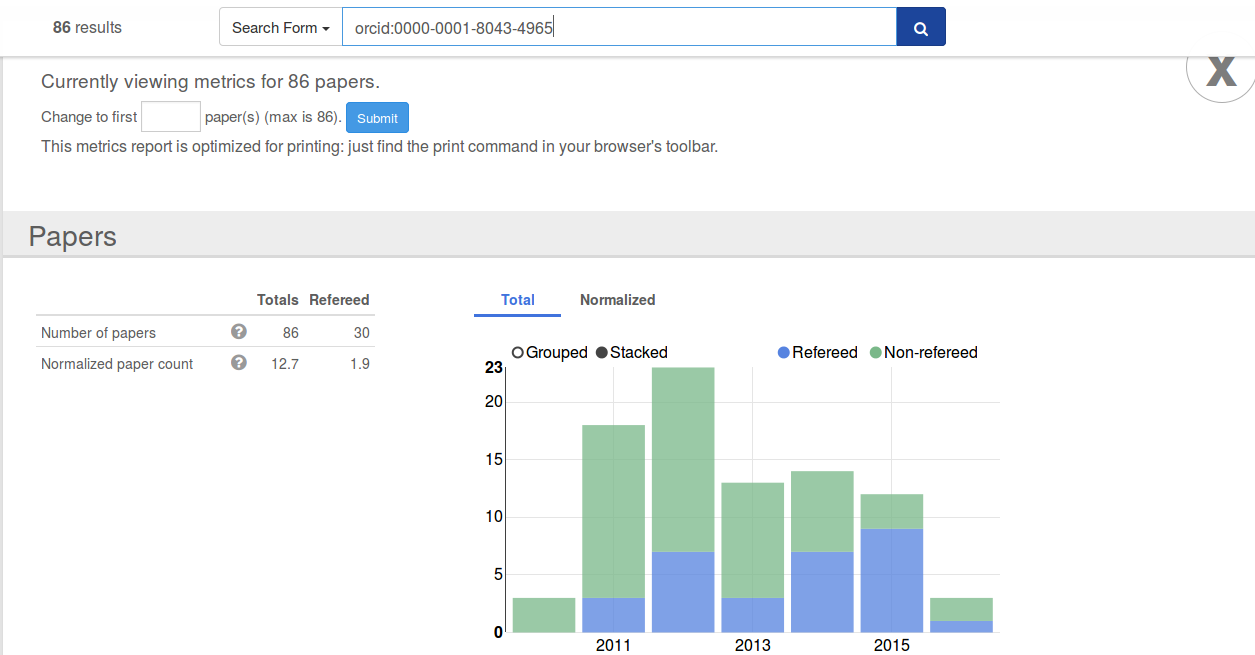 86 results
Search Form
orcid:0000-0001-8043-4965
X
Currently viewing metrics for 86 papers.
Change to first paper(s) (max is 86). Submit
This metrics report is optimized for printing: just find the print command in your browser's toolbar.
Papers
Totals Refereed
Number of papers ? 86 30
Normalized paper count ? 12.7 1.9
Total Normalized
Grouped Stacked Refereed Non-refereed
23
20
15
10
5
0
2011 2013 2015